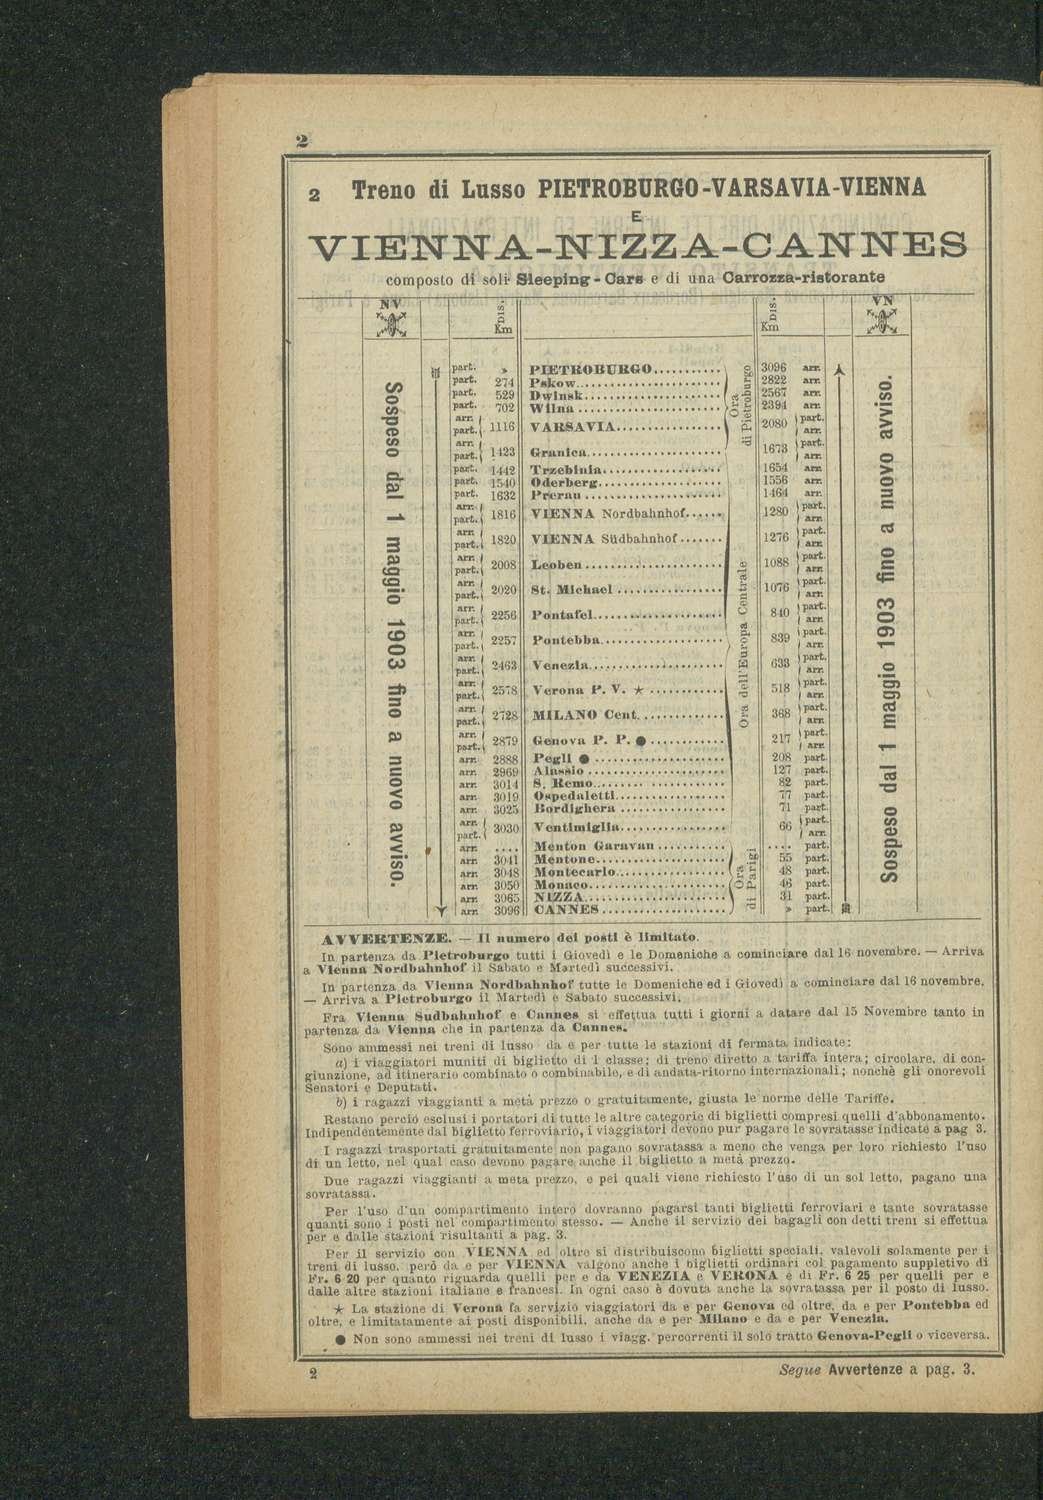 2
2 Treno di Lusso PIETROBURGO-VARSAVIA-VIENNA
E
VIENNA-NIZZA-CANNES
composto di soli Sleeping-Cars e di una Carrozza-ristorante
NV DIS. Km DIS. Km VN
Sospeso dal 1 maggio 1903 fino a nuovo avviso.
part. » PIETROBURGO 3096 arr.
part. 274 Pskow 2822 arr.
part. 529 Dwinsk 2567 arr.
part. 702 Wilna 2394 arr.
arr. part. 1116 VARSAVIA 2080 part. arr.
arr. part. 1423 Granica 1673 part. arr.
part. 1442 Trzebinia 1654 arr.
part. 1540 Oderberg 1556 arr.
part. 1632 Prerau 1464 arr.
arr. part. 1816 VIENNA Nordbahnhof 1280 part. arr.
arr. part. 1820 VIENNA Südbahnhof 1276 part. arr.
arr. part. 2008 Leoben 1088 part. arr.
arr. part. 2020 St. Michael 1076 part. arr.
arr. part. 2256 Pontafel 840 part. arr.
arr. part. 2257 Pontebba 839 part. arr.
arr. part. 2463 Venezia 633 part. arr.
arr. part. 2578 Verona P. V. ★ 518 part. arr.
arr. part. 2728 MILANO Cent. 368 part. arr.
arr. part. 2879 Genova P. P. ● 217 part. arr.
arr. 2888 Pegli ● 208 part.
arr. 2969 Alassio 127 part.
arr. 3014 S. Remo 82 part.
arr. 3019 Ospedaletti 77 part.
arr. 3025 Bordighera 71 part.
arr. part. 3030 Ventimiglia 66 part. arr.
arr. .... Menton Garavan .... part.
arr. 3041 Mentone 55 part.
arr. 3048 Montecarlo 48 part.
arr. 3050 Monaco 46 part.
arr. 3065 NIZZA 31 part.
arr. 3096 CANNES » part.
Ora di Pietroburgo
Ora dell'Europa Centrale
Ora di Parigi
Sospeso dal 1 maggio 1903 fino a nuovo avviso.
AVVERTENZE. — Il numero dei posti è limitato.
In partenza da Pietroburgo tutti i Giovedì e le Domeniche a cominciare dal 16 novembre. — Arriva
a Vienna Nordbahnhof il Sabato e Martedì successivi.
In partenza da Vienna Nordbahnhof tutte le Domeniche ed i Giovedì a cominciare dal 16 novembre.
— Arriva a Pietroburgo il Martedì e Sabato successivi.
Fra Vienna Sudbahnhof e Cannes si effettua tutti i giorni a datare dal 15 Novembre tanto in
partenza da Vienna che in partenza da Cannes.
Sono ammessi nei treni di lusso da e per tutte le stazioni di fermata indicate:
a) i viaggiatori muniti di biglietto di 1 classe; di treno diretto a tariffa intera; circolare, di con-
giunzione, ad itinerario combinato o combinabile, e di andata-ritorno internazionali; nonchè gli onorevoli
Senatori e Deputati.
b) i ragazzi viaggianti a metà prezzo o gratuitamente, giusta le norme delle Tariffe.
Restano perciò esclusi i portatori di tutte le altre categorie di biglietti compresi quelli d'abbonamento.
Indipendentemente dal biglietto ferroviario, i viaggiatori devono pur pagare le sovratasse indicate a pag 3.
I ragazzi trasportati gratuitamente non pagano sovratassa a meno che venga per loro richiesto l'uso
di un letto, nel qual caso devono pagare anche il biglietto a metà prezzo.
Due ragazzi viaggianti a meta prezzo, e pei quali viene richiesto l'uso di un sol letto, pagano una
sovratassa.
Per l'uso d'un compartimento intero dovranno pagarsi tanti biglietti ferroviari e tante sovratasse
quanti sono i posti nel compartimento stesso. — Anche il servizio dei bagagli con detti treni si effettua
per e dalle stazioni risultanti a pag. 3.
Per il servizio con VIENNA ed oltre si distribuiscono biglietti speciali, valevoli solamente per i
treni di lusso, però da e per VIENNA valgono anche i biglietti ordinari col pagamento suppletivo di
Fr. 6 20 per quanto riguarda quelli per e da VENEZIA e VERONA e di Fr. 6 25 per quelli per e
dalle altre stazioni italiane e francesi. In ogni caso è dovuta anche la sovratassa per il posto di lusso.
★ La stazione di Verona fa servizio viaggiatori da e per Genova ed oltre, da e per Pontebba ed
oltre, e limitatamente ai posti disponibili, anche da e per Milano e da e per Venezia.
● Non sono ammessi nei treni di lusso i viagg. percorrenti il solo tratto Genova-Pegli o viceversa.
2 Segue Avvertenze a pag. 3.